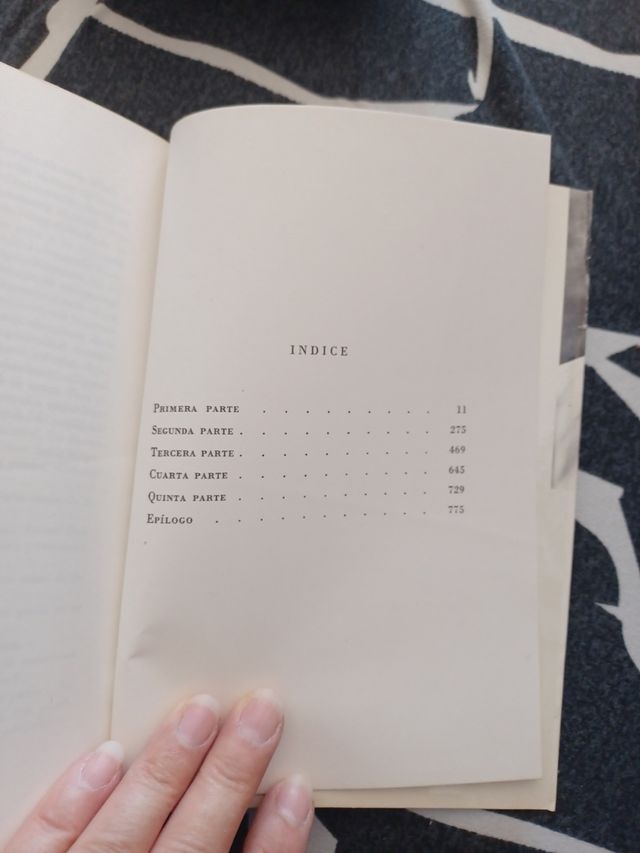 INDICE
PRIMERA PARTE . . . . . . . . . 11
SEGUNDA PARTE . . . . . . . . . . 275
TERCERA PARTE . . . . . . . . . . 469
CUARTA PARTE . . . . . . . . . . 645
QUINTA PARTE . . . . . . . . . . 729
EPÍLOGO . . . . . . . . . . . 775